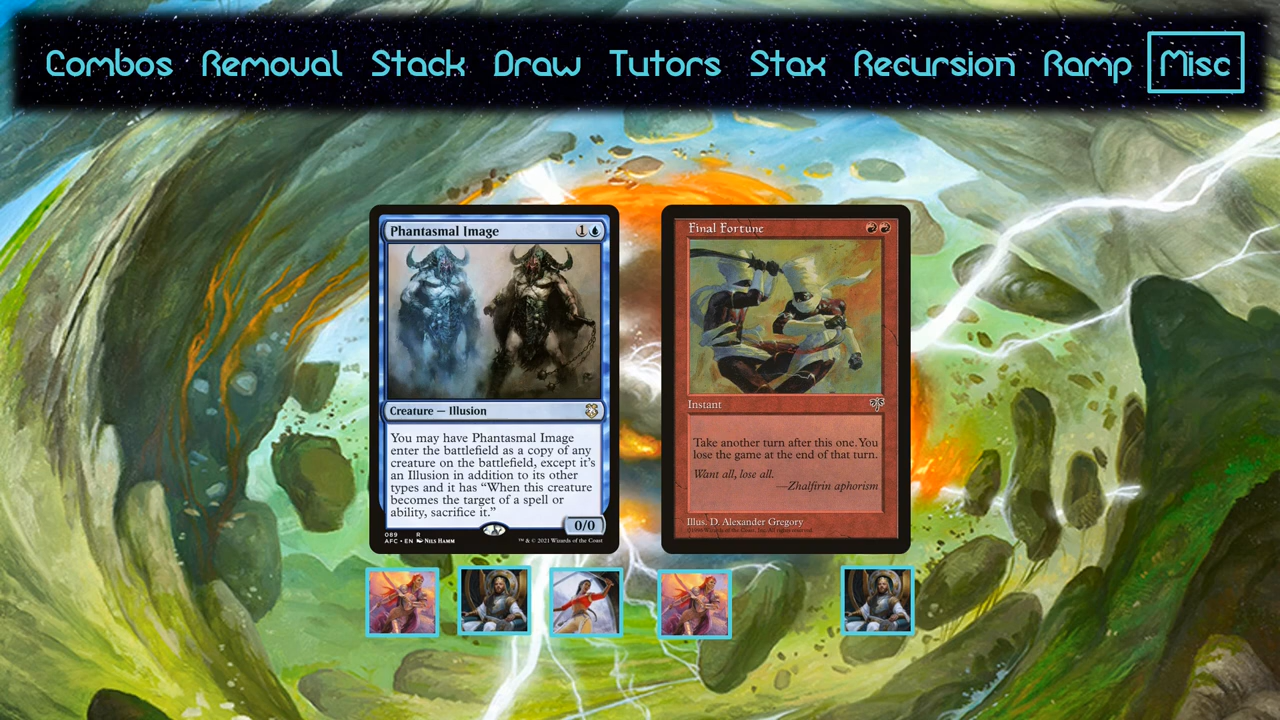 Combos Removal Stack Draw Tutors Stax Recursion Ramp Misc
Phantasmal Image 1
Creature — Illusion
You may have Phantasmal Image
enter the battlefield as a copy of any
creature on the battlefield, except it's
an Illusion in addition to its other
types and it has “When this creature
becomes the target of a spell or
ability, sacrifice it.”
0/0
089 R
AFC • EN NILS HAMM ™ & © 2021 Wizards of the Coast
Final Fortune
Instant
Take another turn after this one. You
lose the game at the end of that turn.
Want all, lose all.
—Zhalfirin aphorism
Illus. D. Alexander Gregory